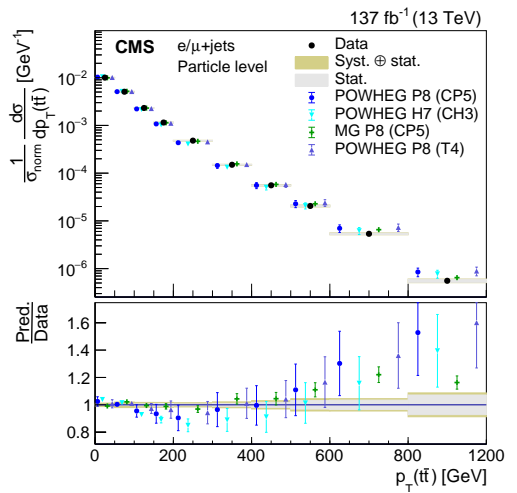 137 fb⁻¹ (13 TeV)
CMS e/μ+jets
Particle level
Data
Syst. ⊕ stat.
Stat.
POWHEG P8 (CP5)
POWHEG H7 (CH3)
MG P8 (CP5)
POWHEG P8 (T4)
1/σ_norm dσ/dp_T(tt̄) [GeV⁻¹]
10⁻²
10⁻³
10⁻⁴
10⁻⁵
10⁻⁶
Pred./Data
1.6
1.4
1.2
1
0.8
0 200 400 600 800 1000 1200
p_T(tt̄) [GeV]